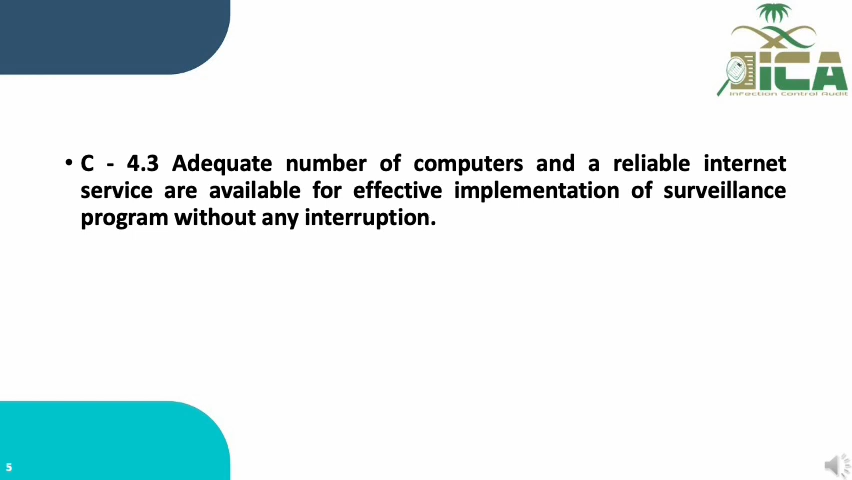 iCA
Infection Control Audit
• C - 4.3 Adequate number of computers and a reliable internet
service are available for effective implementation of surveillance
program without any interruption.
5